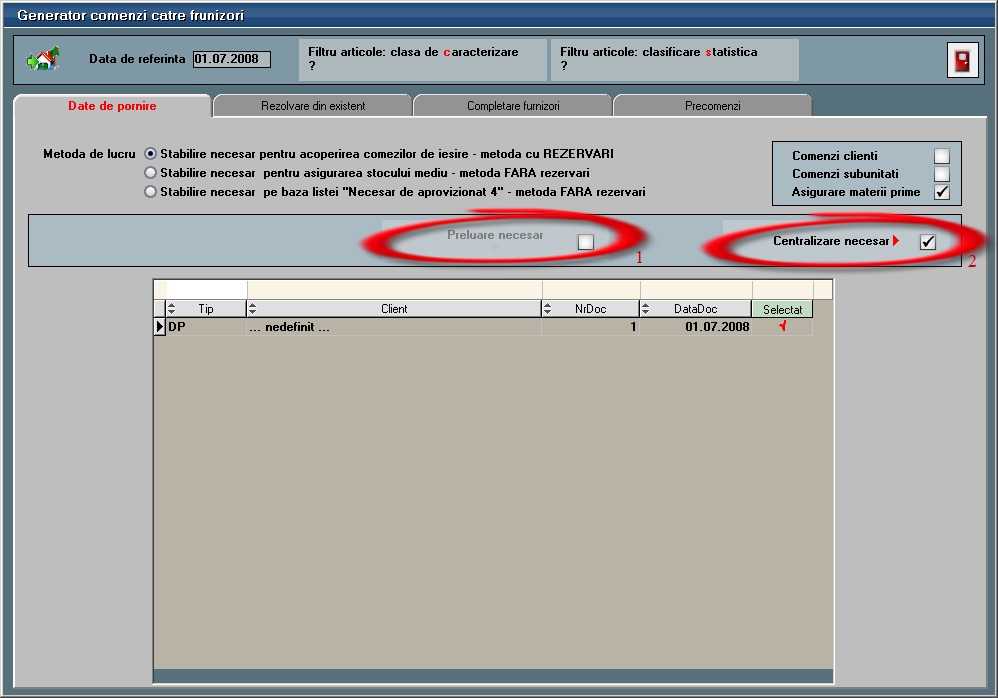 Generator comenzi catre frunizori
Data de referinta 01.07.2008
Filtru articole: clasa de caracterizare
?
Filtru articole: clasificare statistica
?
Date de pornire
Rezolvare din existent
Completare furnizori
Precomenzi
Metoda de lucru
Stabilire necesar pentru acoperirea comezilor de iesire - metoda cu REZERVARI
Stabilire necesar pentru asigurarea stocului mediu - metoda FARA rezervari
Stabilire necesar pe baza listei "Necesar de aprovizionat 4" - metoda FARA rezervari
Comenzi clienti
Comenzi subunitati
Asigurare materii prime
Preluare necesar
1
Centralizare necesar
2
Tip Client NrDoc DataDoc Selectat
DP ... nedefinit ... 1 01.07.2008